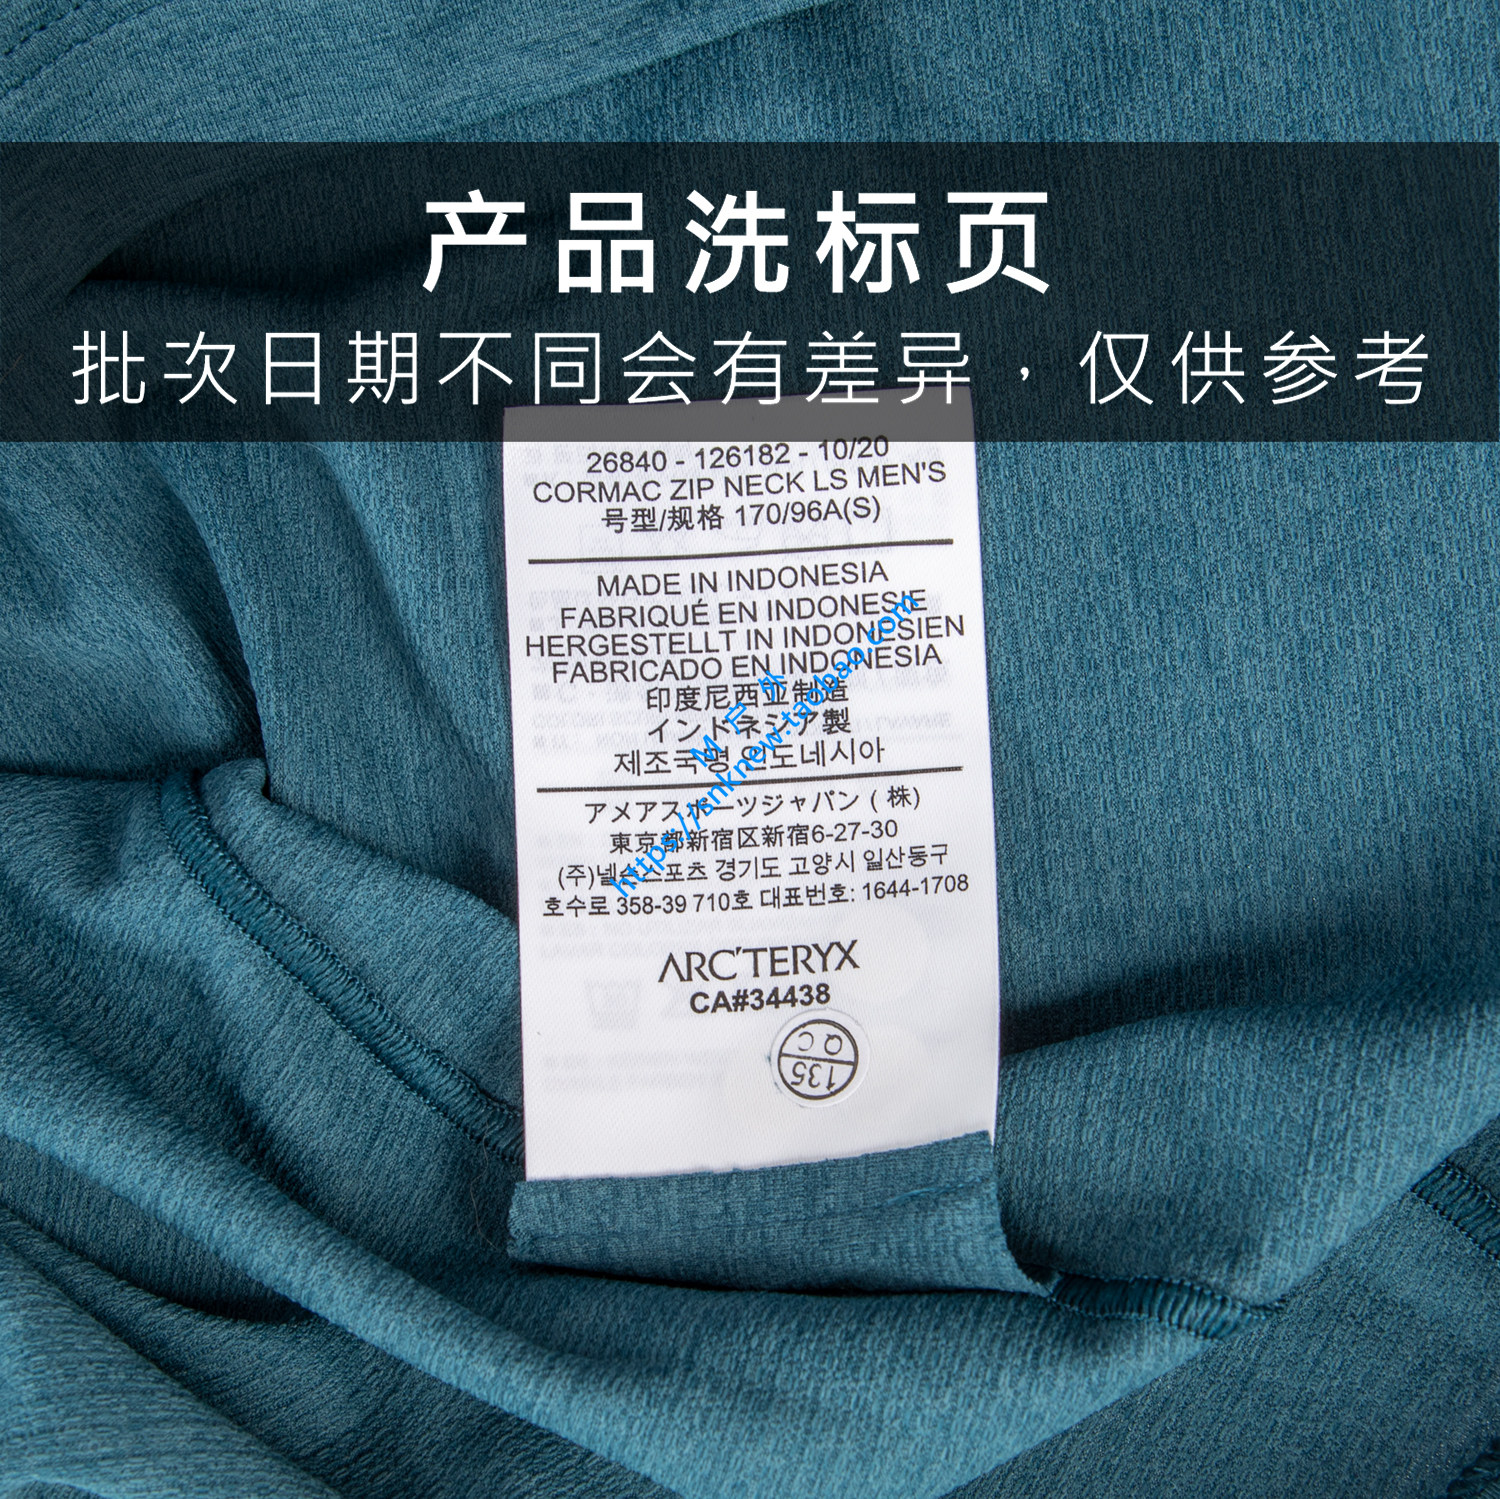 产品洗标页
批次日期不同会有差异，仅供参考
26840 - 126182 - 10/20
CORMAC ZIP NECK LS MEN'S
号型/规格 170/96A(S)
MADE IN INDONESIA
FABRIQUÉ EN INDONESIE
HERGESTELLT IN INDONESIEN
FABRICADO EN INDONESIA
印度尼西亚制造
インドネシア製
제조국명 인도네시아
M 户外
https://snknew.taobao.com
アメアスポーツジャパン ( 株)
東京都新宿区新宿6-27-30
(주)넬슨스포츠 경기도 고양시 일산동구
호수로 358-39 710호 대표번호: 1644-1708
ARC'TERYX
CA#34438
QC
135